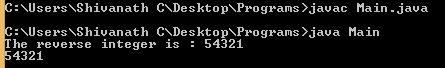 C:\Users\Shivanath C\Desktop\Programs>javac Main.java
C:\Users\Shivanath C\Desktop\Programs>java Main
The reverse integer is : 54321
54321